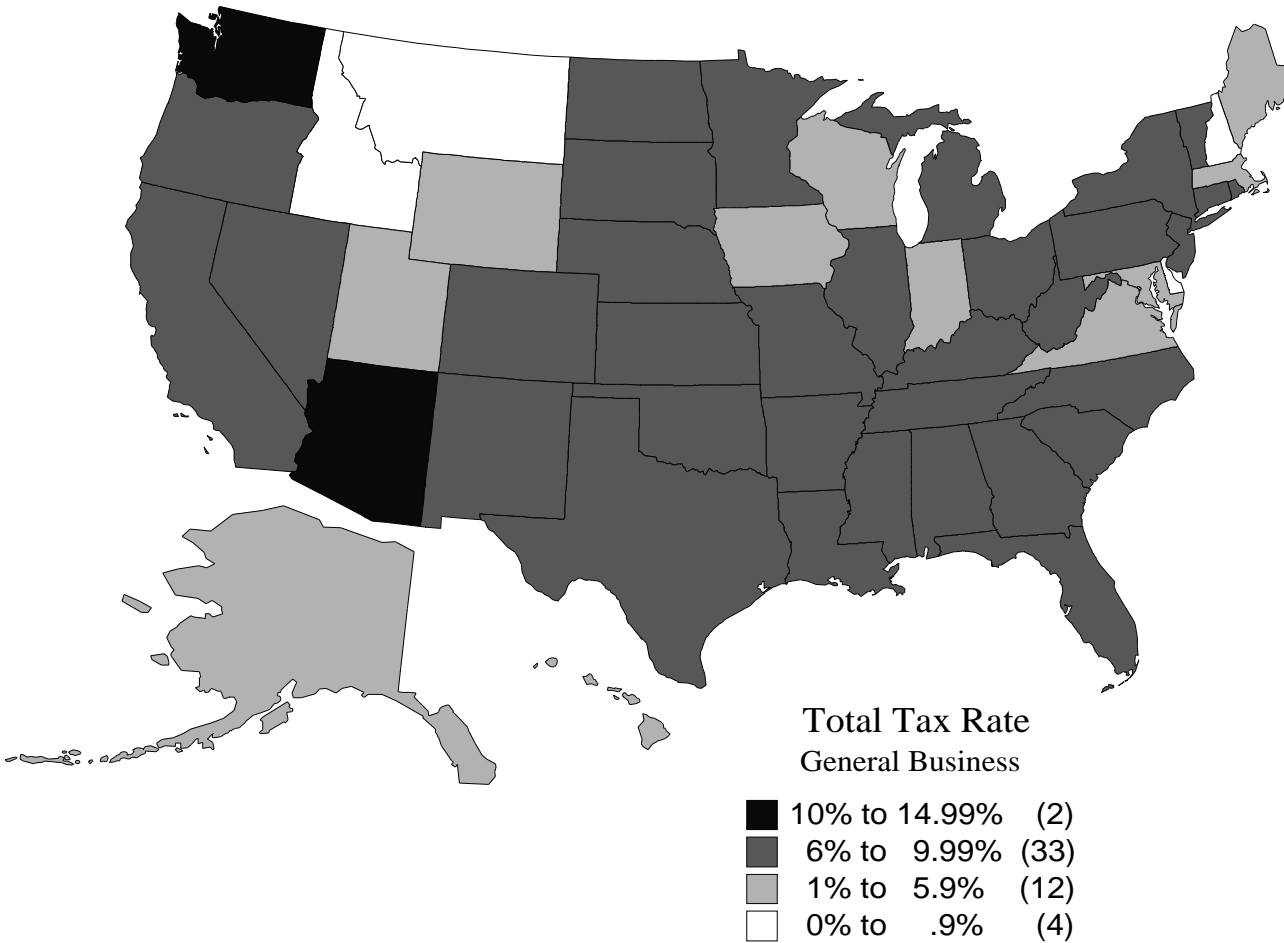 Total Tax Rate
General Business
10% to 14.99% (2)
6% to 9.99% (33)
1% to 5.9% (12)
0% to .9% (4)